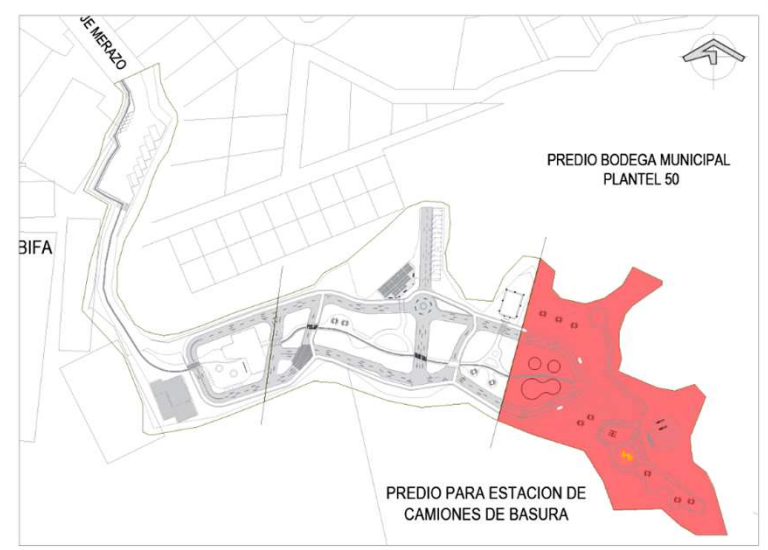 JE MERAZO
PREDIO BODEGA MUNICIPAL
PLANTEL 50
BIFA
PREDIO PARA ESTACION DE
CAMIONES DE BASURA